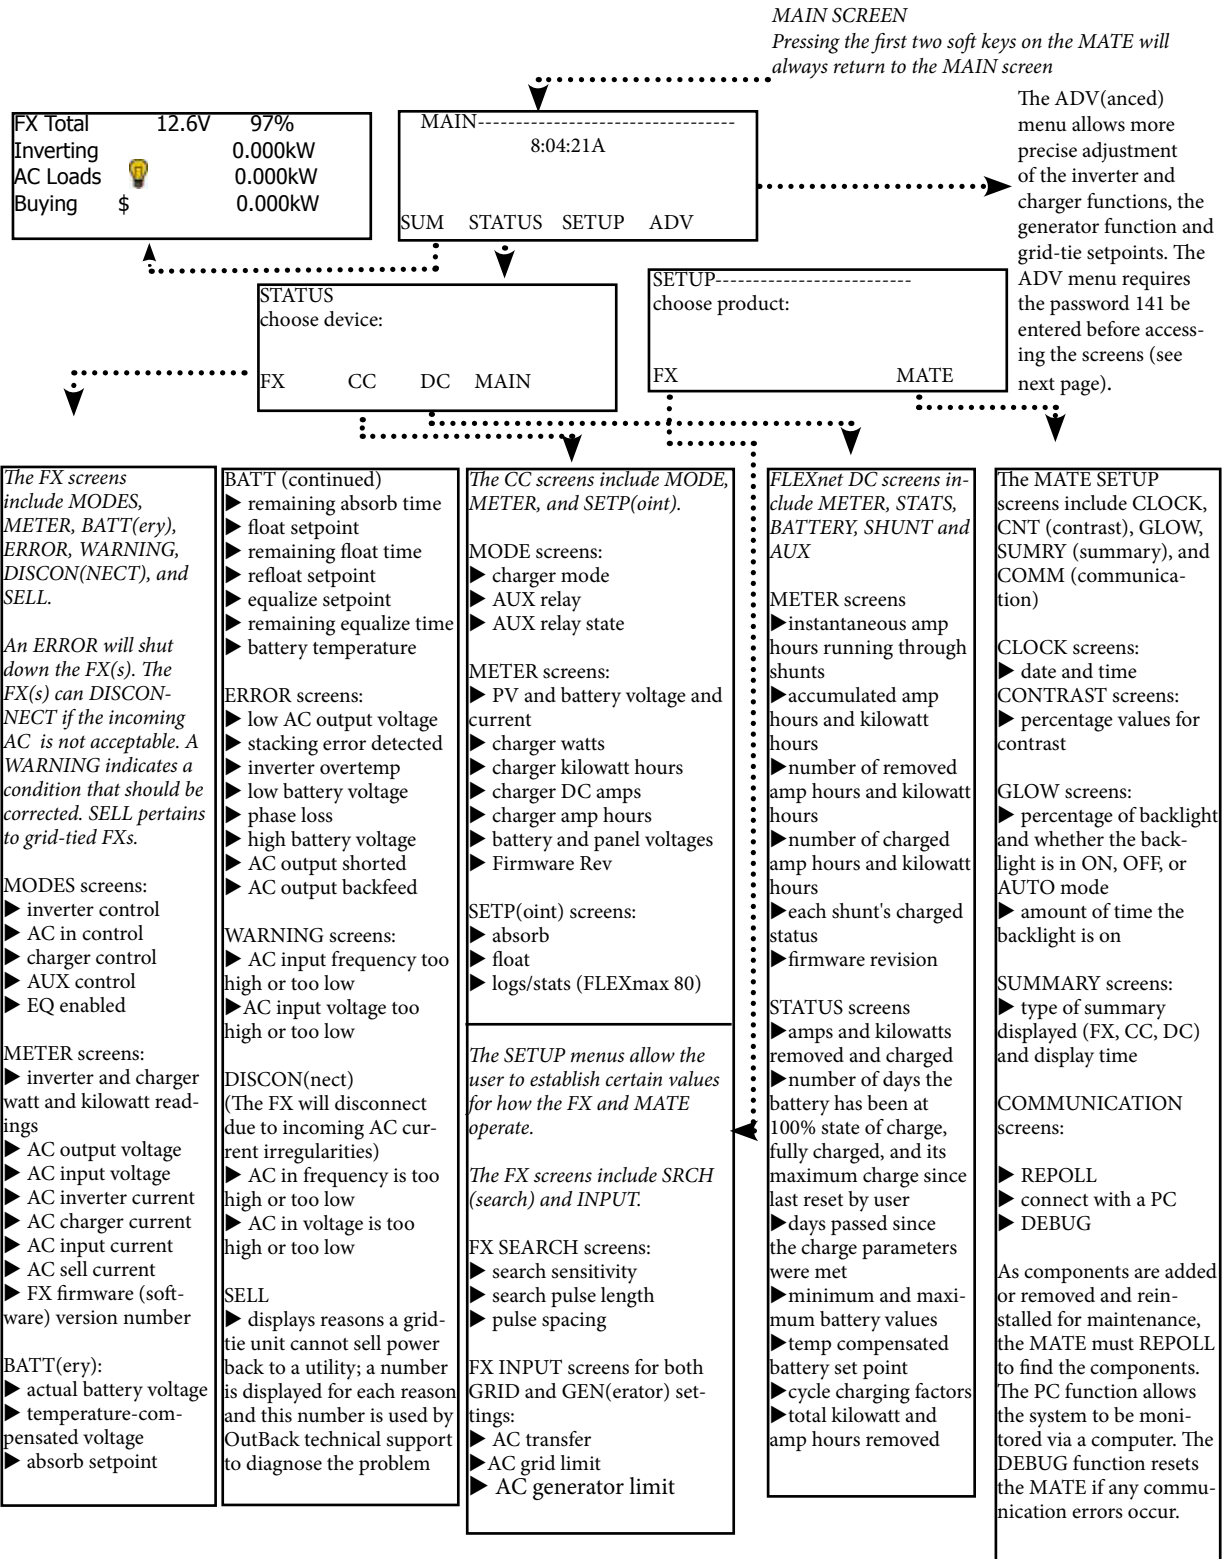 MAIN SCREEN
Pressing the first two soft keys on the MATE will
always return to the MAIN screen
FX Total 12.6V 97%
Inverting 0.000kW
AC Loads 0.000kW
Buying $ 0.000kW
MAIN----------------------------------
8:04:21A
SUM STATUS SETUP ADV
The ADV(anced)
menu allows more
precise adjustment
of the inverter and
charger functions, the
generator function and
grid-tie setpoints. The
ADV menu requires
the password 141 be
entered before access-
ing the screens (see
next page).
STATUS
choose device:
FX CC DC MAIN
SETUP--------------------------
choose product:
FX MATE
The FX screens
include MODES,
METER, BATT(ery),
ERROR, WARNING,
DISCON(NECT), and
SELL.
An ERROR will shut
down the FX(s). The
FX(s) can DISCON-
NECT if the incoming
AC is not acceptable. A
WARNING indicates a
condition that should be
corrected. SELL pertains
to grid-tied FXs.
MODES screens:
▶ inverter control
▶ AC in control
▶ charger control
▶ AUX control
▶ EQ enabled
METER screens:
▶ inverter and charger
watt and kilowatt read-
ings
▶ AC output voltage
▶ AC input voltage
▶ AC inverter current
▶ AC charger current
▶ AC input current
▶ AC sell current
▶ FX firmware (soft-
ware) version number
BATT(ery):
▶ actual battery voltage
▶ temperature-com-
pensated voltage
▶ absorb setpoint
BATT (continued)
▶ remaining absorb time
▶ float setpoint
▶ remaining float time
▶ refloat setpoint
▶ equalize setpoint
▶ remaining equalize time
▶ battery temperature
ERROR screens:
▶ low AC output voltage
▶ stacking error detected
▶ inverter overtemp
▶ low battery voltage
▶ phase loss
▶ high battery voltage
▶ AC output shorted
▶ AC output backfeed
WARNING screens:
▶ AC input frequency too
high or too low
▶AC input voltage too
high or too low
DISCON(nect)
(The FX will disconnect
due to incoming AC cur-
rent irregularities)
▶ AC in frequency is too
high or too low
▶ AC in voltage is too
high or too low
SELL
▶ displays reasons a grid-
tie unit cannot sell power
back to a utility; a number
is displayed for each reason
and this number is used by
OutBack technical support
to diagnose the problem
The CC screens include MODE,
METER, and SETP(oint).
MODE screens:
▶ charger mode
▶ AUX relay
▶ AUX relay state
METER screens:
▶ PV and battery voltage and
current
▶ charger watts
▶ charger kilowatt hours
▶ charger DC amps
▶ charger amp hours
▶ battery and panel voltages
▶ Firmware Rev
SETP(oint) screens:
▶ absorb
▶ float
▶ logs/stats (FLEXmax 80)
The SETUP menus allow the
user to establish certain values
for how the FX and MATE
operate.
The FX screens include SRCH
(search) and INPUT.
FX SEARCH screens:
▶ search sensitivity
▶ search pulse length
▶ pulse spacing
FX INPUT screens for both
GRID and GEN(erator) set-
tings:
▶ AC transfer
▶AC grid limit
▶ AC generator limit
FLEXnet DC screens in-
clude METER, STATS,
BATTERY, SHUNT and
AUX
METER screens
▶instantaneous amp
hours running through
shunts
▶accumulated amp
hours and kilowatt
hours
▶number of removed
amp hours and kilowatt
hours
▶number of charged
amp hours and kilowatt
hours
▶each shunt's charged
status
▶firmware revision
STATUS screens
▶amps and kilowatts
removed and charged
▶number of days the
battery has been at
100% state of charge,
fully charged, and its
maximum charge since
last reset by user
▶days passed since
the charge parameters
were met
▶minimum and maxi-
mum battery values
▶temp compensated
battery set point
▶cycle charging factors
▶total kilowatt and
amp hours removed
The MATE SETUP
screens include CLOCK,
CNT (contrast), GLOW,
SUMRY (summary), and
COMM (communica-
tion)
CLOCK screens:
▶ date and time
CONTRAST screens:
▶ percentage values for
contrast
GLOW screens:
▶ percentage of backlight
and whether the back-
light is in ON, OFF, or
AUTO mode
▶ amount of time the
backlight is on
SUMMARY screens:
▶ type of summary
displayed (FX, CC, DC)
and display time
COMMUNICATION
screens:
▶ REPOLL
▶ connect with a PC
▶ DEBUG
As components are added
or removed and rein-
stalled for maintenance,
the MATE must REPOLL
to find the components.
The PC function allows
the system to be moni-
tored via a computer. The
DEBUG function resets
the MATE if any commu-
nication errors occur.